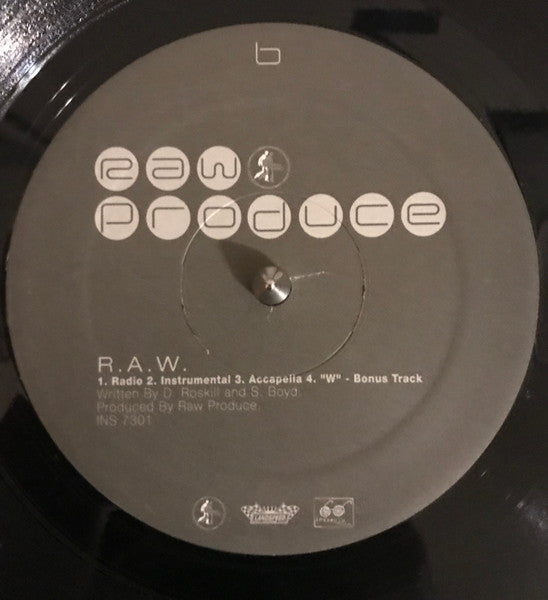 b
RAW
PRODUCE
R.A.W.
1. Radio 2. Instrumental 3. Accapella 4. "W" - Bonus Track
Written By D. Roskill and S. Boyd.
Produced By Raw Produce.
INS 7301
LANDSPEED